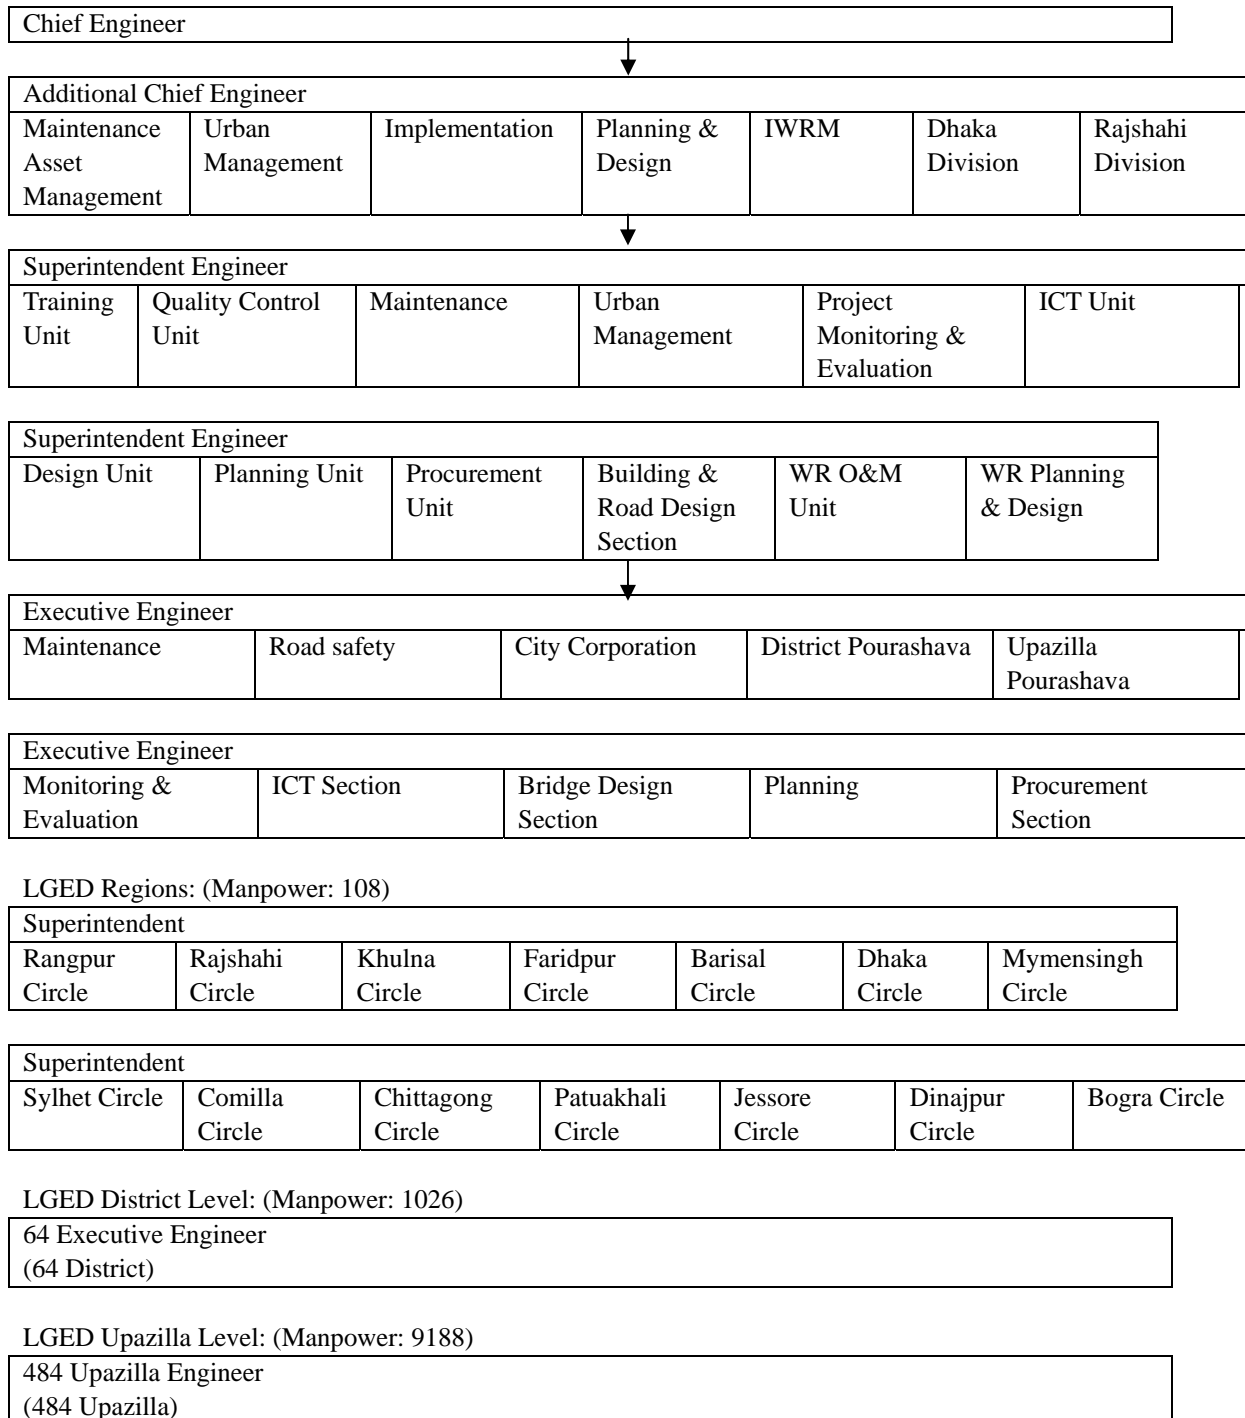 Chief Engineer
Additional Chief Engineer
Maintenance Asset Management
Urban Management
Implementation
Planning & Design
IWRM
Dhaka Division
Rajshahi Division
Superintendent Engineer
Training Unit
Quality Control Unit
Maintenance
Urban Management
Project Monitoring & Evaluation
ICT Unit
Superintendent Engineer
Design Unit
Planning Unit
Procurement Unit
Building & Road Design Section
WR O&M Unit
WR Planning & Design
Executive Engineer
Maintenance
Road safety
City Corporation
District Pourashava
Upazilla Pourashava
Executive Engineer
Monitoring & Evaluation
ICT Section
Bridge Design Section
Planning
Procurement Section
LGED Regions: (Manpower: 108)
Superintendent
Rangpur Circle
Rajshahi Circle
Khulna Circle
Faridpur Circle
Barisal Circle
Dhaka Circle
Mymensingh Circle
Superintendent
Sylhet Circle
Comilla Circle
Chittagong Circle
Patuakhali Circle
Jessore Circle
Dinajpur Circle
Bogra Circle
LGED District Level: (Manpower: 1026)
64 Executive Engineer
(64 District)
LGED Upazilla Level: (Manpower: 9188)
484 Upazilla Engineer
(484 Upazilla)